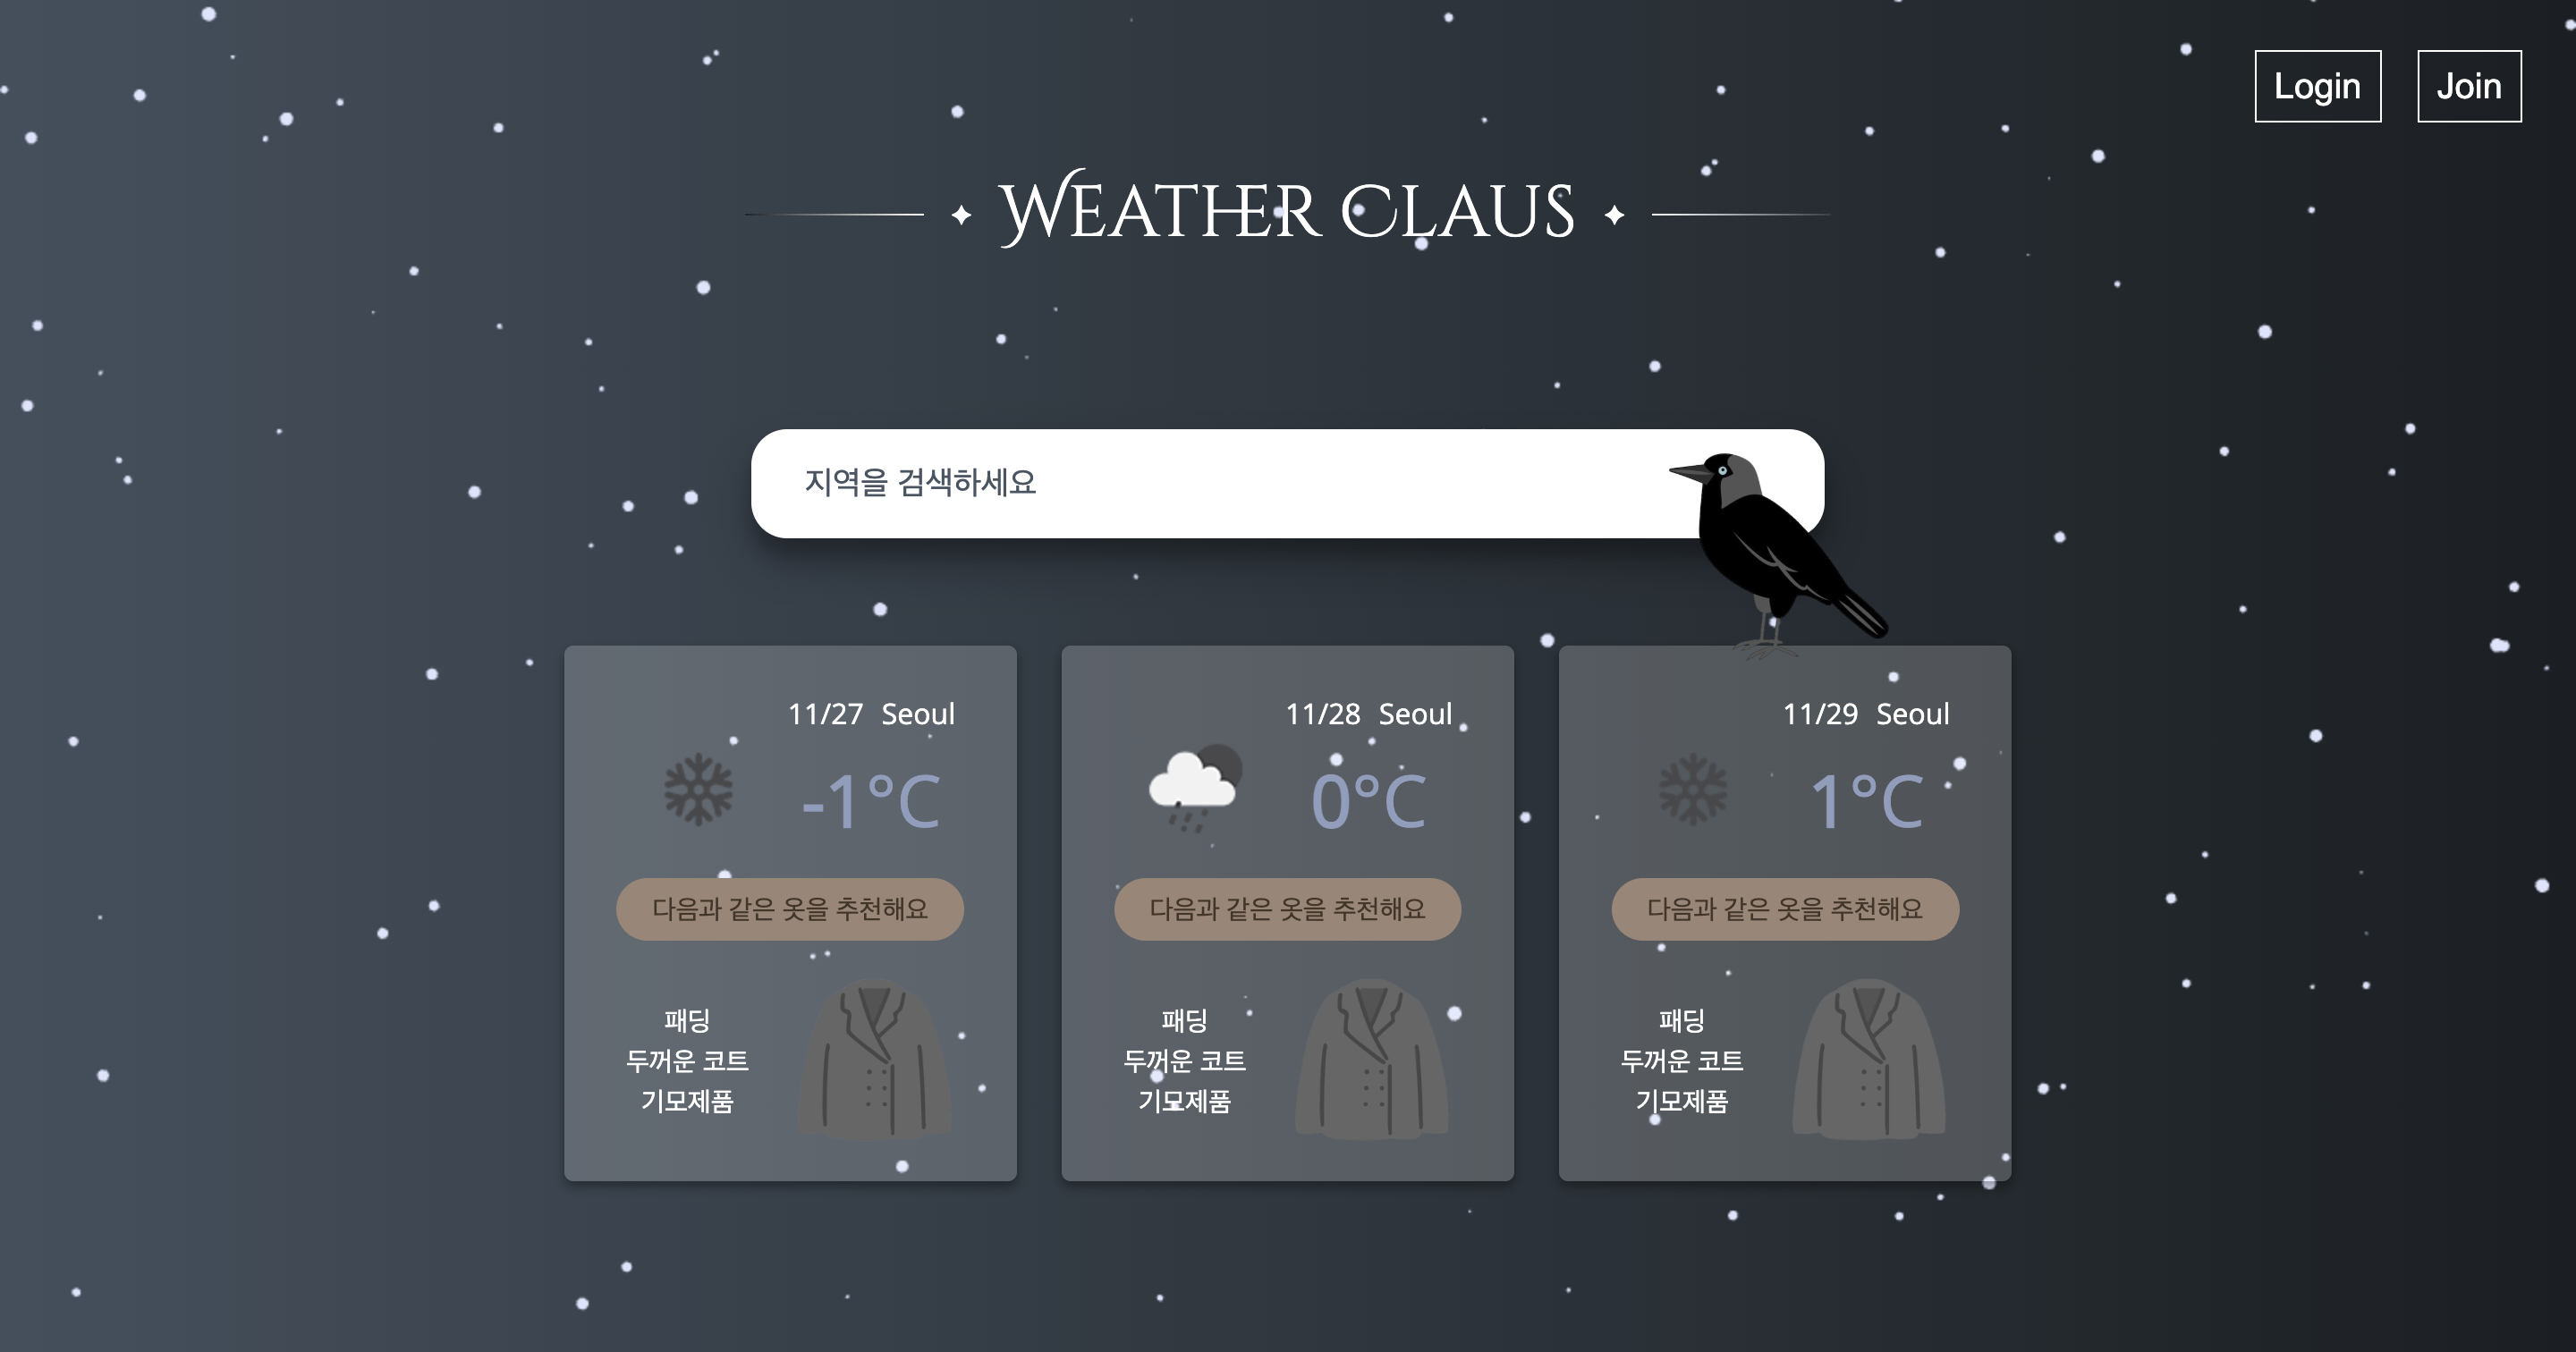 Login Join
WEATHER CLAUS
지역을 검색하세요
11/27 Seoul
-1°C
다음과 같은 옷을 추천해요
패딩
두꺼운 코트
기모제품
11/28 Seoul
0°C
다음과 같은 옷을 추천해요
패딩
두꺼운 코트
기모제품
11/29 Seoul
1°C
다음과 같은 옷을 추천해요
패딩
두꺼운 코트
기모제품